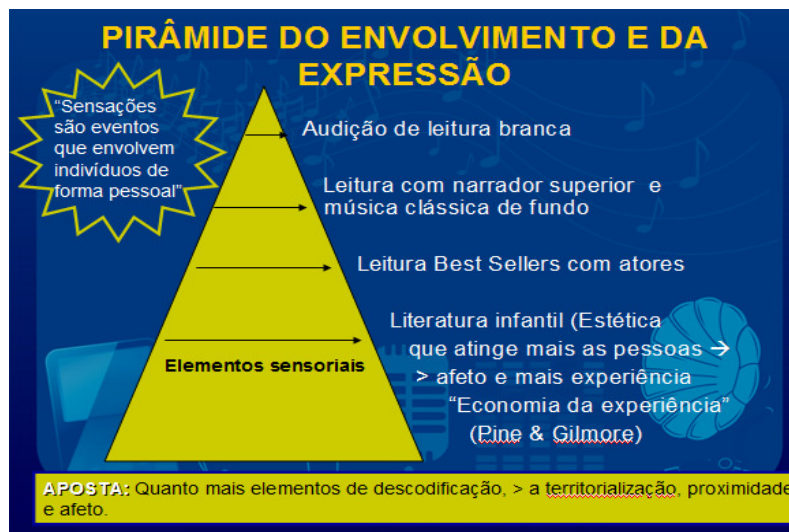 PIRÂMIDE DO ENVOLVIMENTO E DA
EXPRESSÃO
“Sensações
são eventos
que envolvem
indivíduos de
forma pessoal”
Audição de leitura branca
Leitura com narrador superior e
música clássica de fundo
Leitura Best Sellers com atores
Literatura infantil (Estética
que atinge mais as pessoas →
> afeto e mais experiência
“Economia da experiência”
(Pine & Gilmore)
Elementos sensoriais
APOSTA: Quanto mais elementos de descodificação, > a territorialização, proximidade
e afeto.